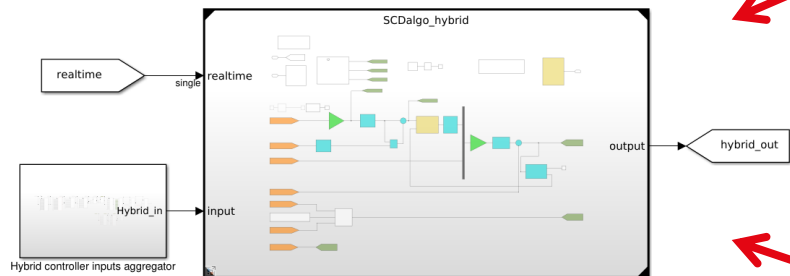 SCDalgo_hybrid
realtime
single
realtime
output
hybrid_out
Hybrid_in
input
Hybrid controller inputs aggregator